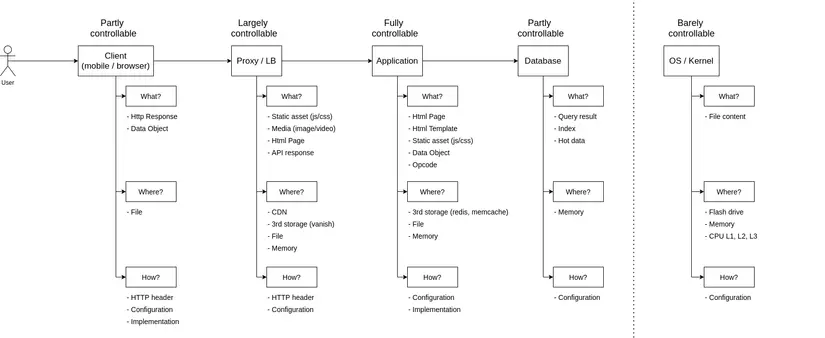 Partly
controllable
Largely
controllable
Fully
controllable
Partly
controllable
Barely
controllable
User
Client
(mobile / browser)
Proxy / LB
Application
Database
OS / Kernel
What?
- Http Response
- Data Object
Where?
- File
How?
- HTTP header
- Configuration
- Implementation
What?
- Static asset (js/css)
- Media (image/video)
- Html Page
- API response
Where?
- CDN
- 3rd storage (vanish)
- File
- Memory
How?
- HTTP header
- Configuration
What?
- Html Page
- Html Template
- Static asset (js/css)
- Data Object
- Opcode
Where?
- 3rd storage (redis, memcache)
- File
- Memory
How?
- Configuration
- Implementation
What?
- Query result
- Index
- Hot data
Where?
- Memory
How?
- Configuration
What?
- File content
Where?
- Flash drive
- Memory
- CPU L1, L2, L3
How?
- Configuration